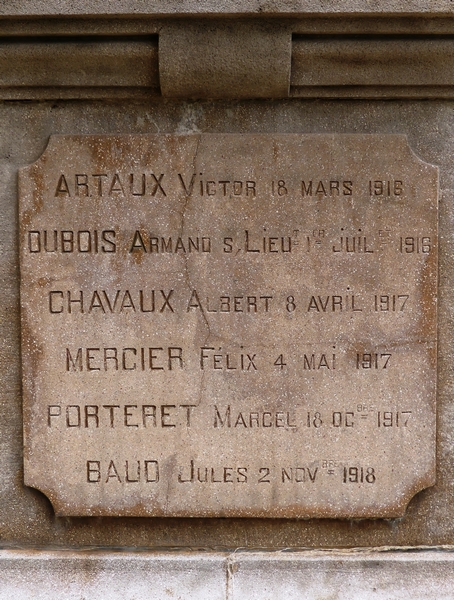 ARTAUX VICTOR 18 MARS 1916
DUBOIS ARMAND S. LIEUT 1ER JUILET 1916
CHAVAUX ALBERT 8 AVRIL 1917
MERCIER FÉLIX 4 MAI 1917
PORTERET MARCEL 18 OCBRE 1917
BAUD JULES 2 NOVBRE 1918